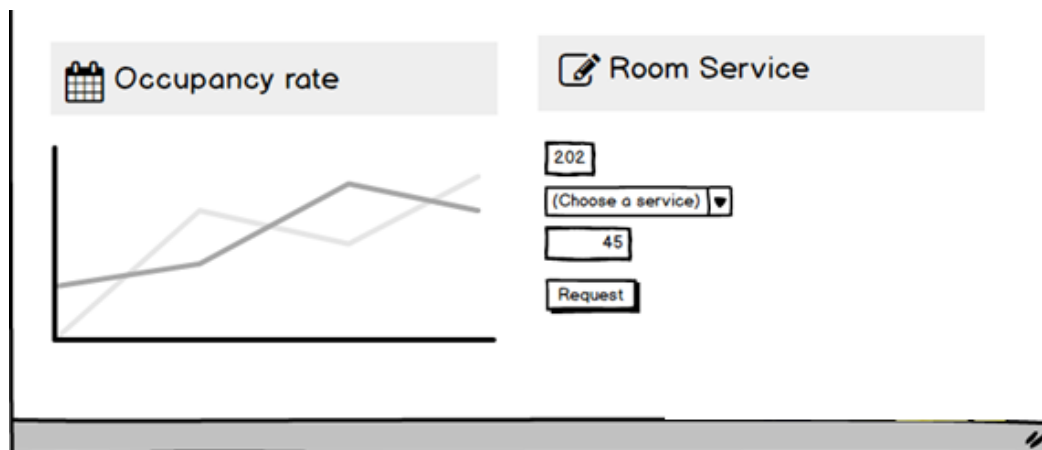 Occupancy rate
Room Service
202
(Choose a service)
45
Request